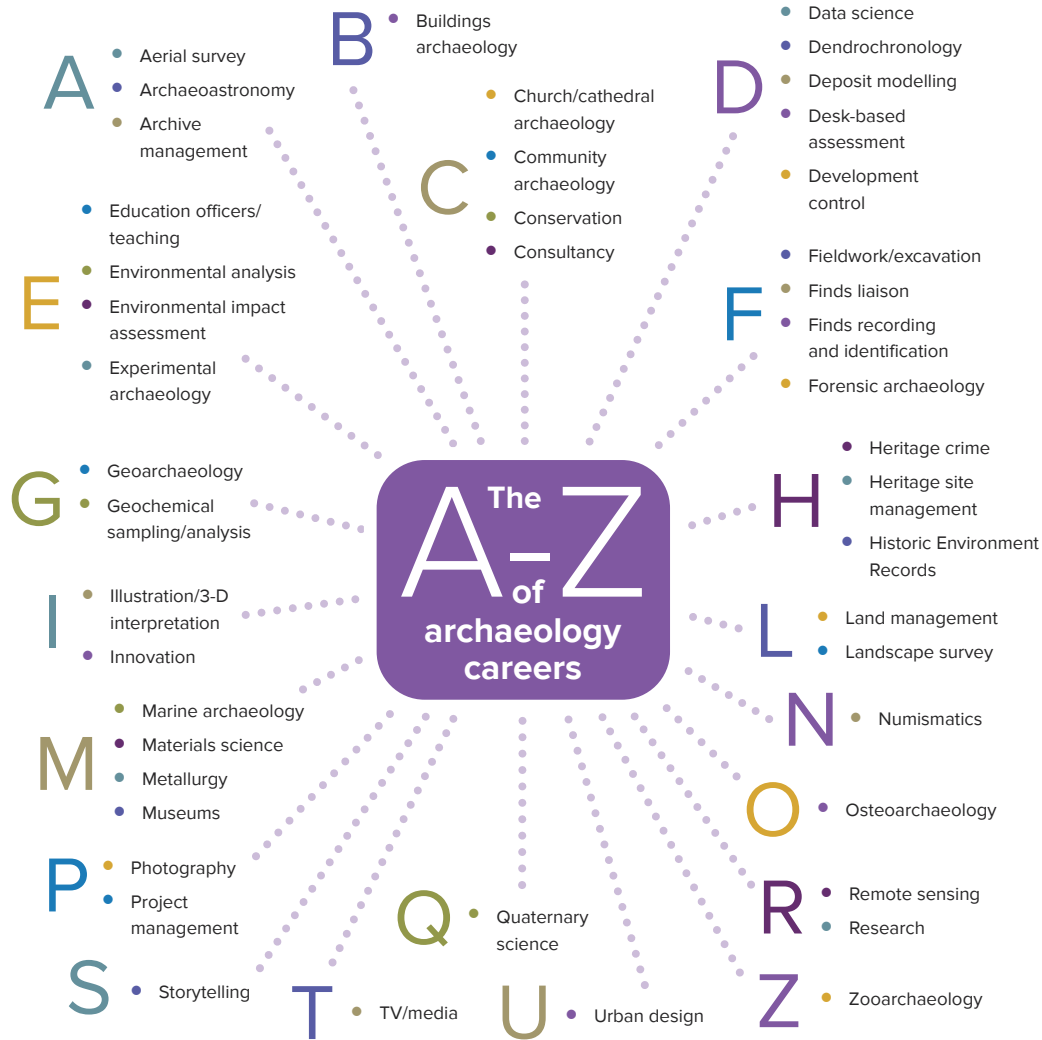 A
Aerial survey
Archaeoastronomy
Archive
management
B
Buildings
archaeology
C
Church/cathedral
archaeology
Community
archaeology
Conservation
Consultancy
D
Data science
Dendrochronology
Deposit modelling
Desk-based
assessment
Development
control
E
Education officers/
teaching
Environmental analysis
Environmental impact
assessment
Experimental
archaeology
F
Fieldwork/excavation
Finds liaison
Finds recording
and identification
Forensic archaeology
G
Geoarchaeology
Geochemical
sampling/analysis
The
A–Z
of
archaeology
careers
H
Heritage crime
Heritage site
management
Historic Environment
Records
I
Illustration/3-D
interpretation
Innovation
L
Land management
Landscape survey
M
Marine archaeology
Materials science
Metallurgy
Museums
N
Numismatics
O
Osteoarchaeology
P
Photography
Project
management
Q
Quaternary
science
R
Remote sensing
Research
S
Storytelling
T
TV/media
U
Urban design
Z
Zooarchaeology